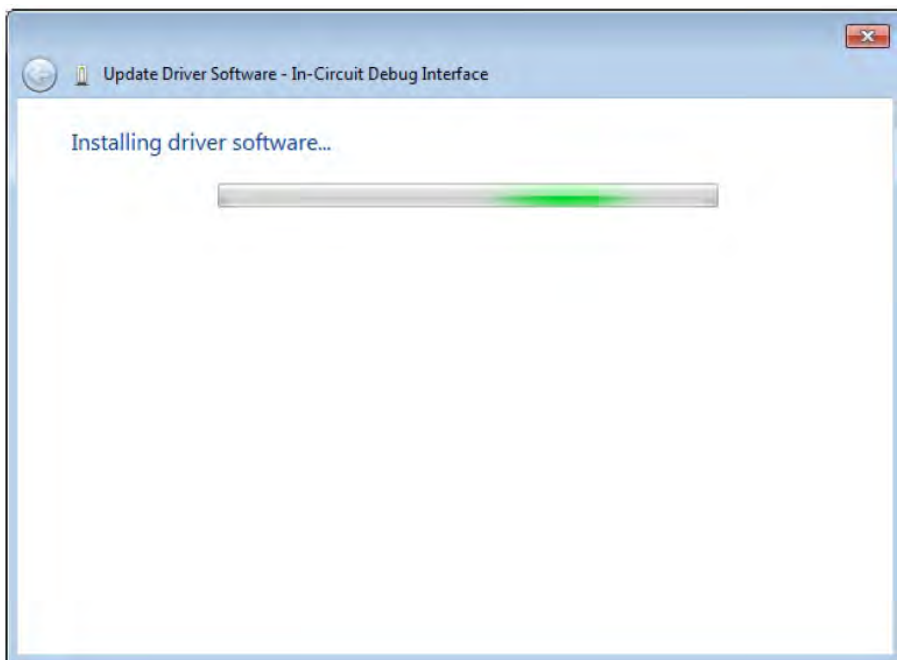 Update Driver Software - In-Circuit Debug Interface
Installing driver software...